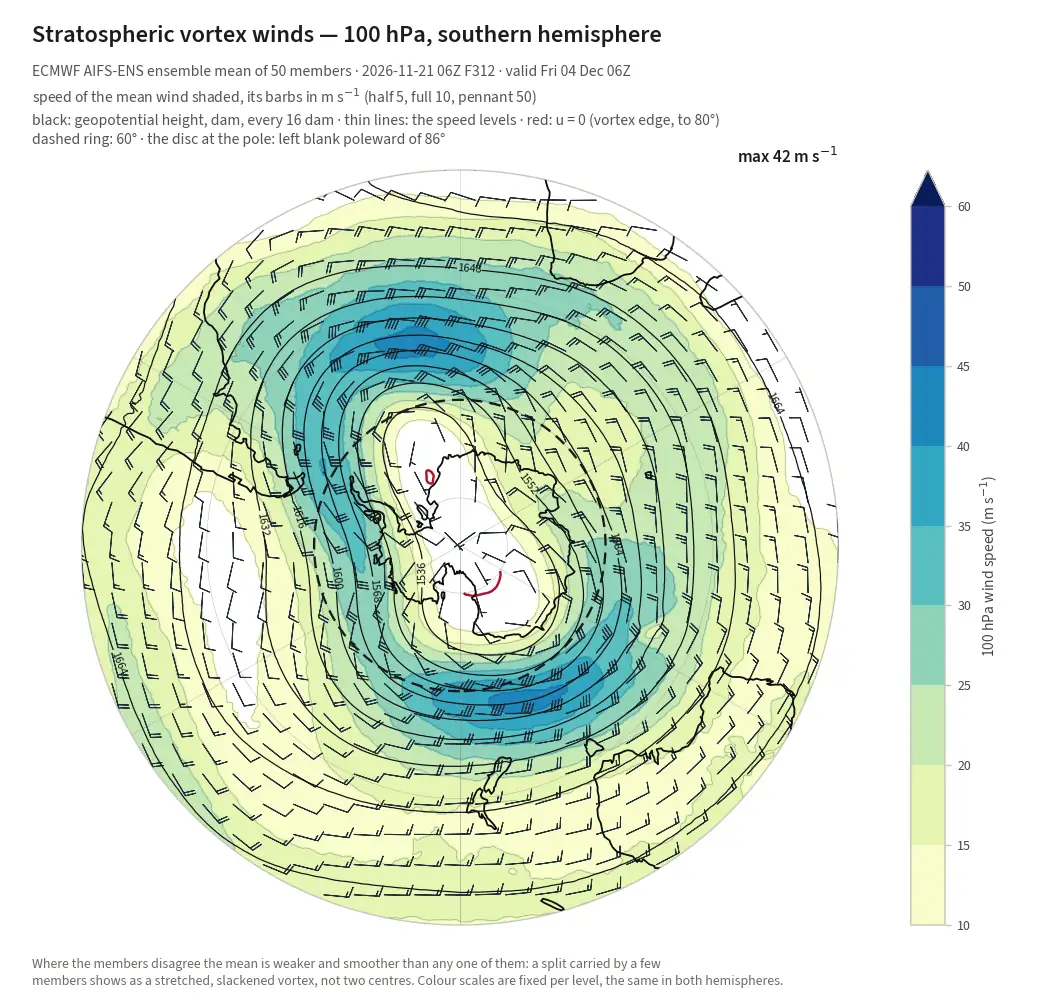 Stratospheric vortex winds — 100 hPa, southern hemisphere
ECMWF AIFS-ENS ensemble mean of 50 members · 2026-11-21 06Z F312 · valid Fri 04 Dec 06Z
speed of the mean wind shaded, its barbs in m s⁻¹ (half 5, full 10, pennant 50)
black: geopotential height, dam, every 16 dam · thin lines: the speed levels · red: u = 0 (vortex edge, to 80°)
dashed ring: 60° · the disc at the pole: left blank poleward of 86°
max 42 m s⁻¹
60
50
45
40
35
30
25
20
15
10
100 hPa wind speed (m s⁻¹)
1648
1664
1552
1616
1632
1600
1536
1664
Where the members disagree the mean is weaker and smoother than any one of them: a split carried by a few
members shows as a stretched, slackened vortex, not two centres. Colour scales are fixed per level, the same in both hemispheres.